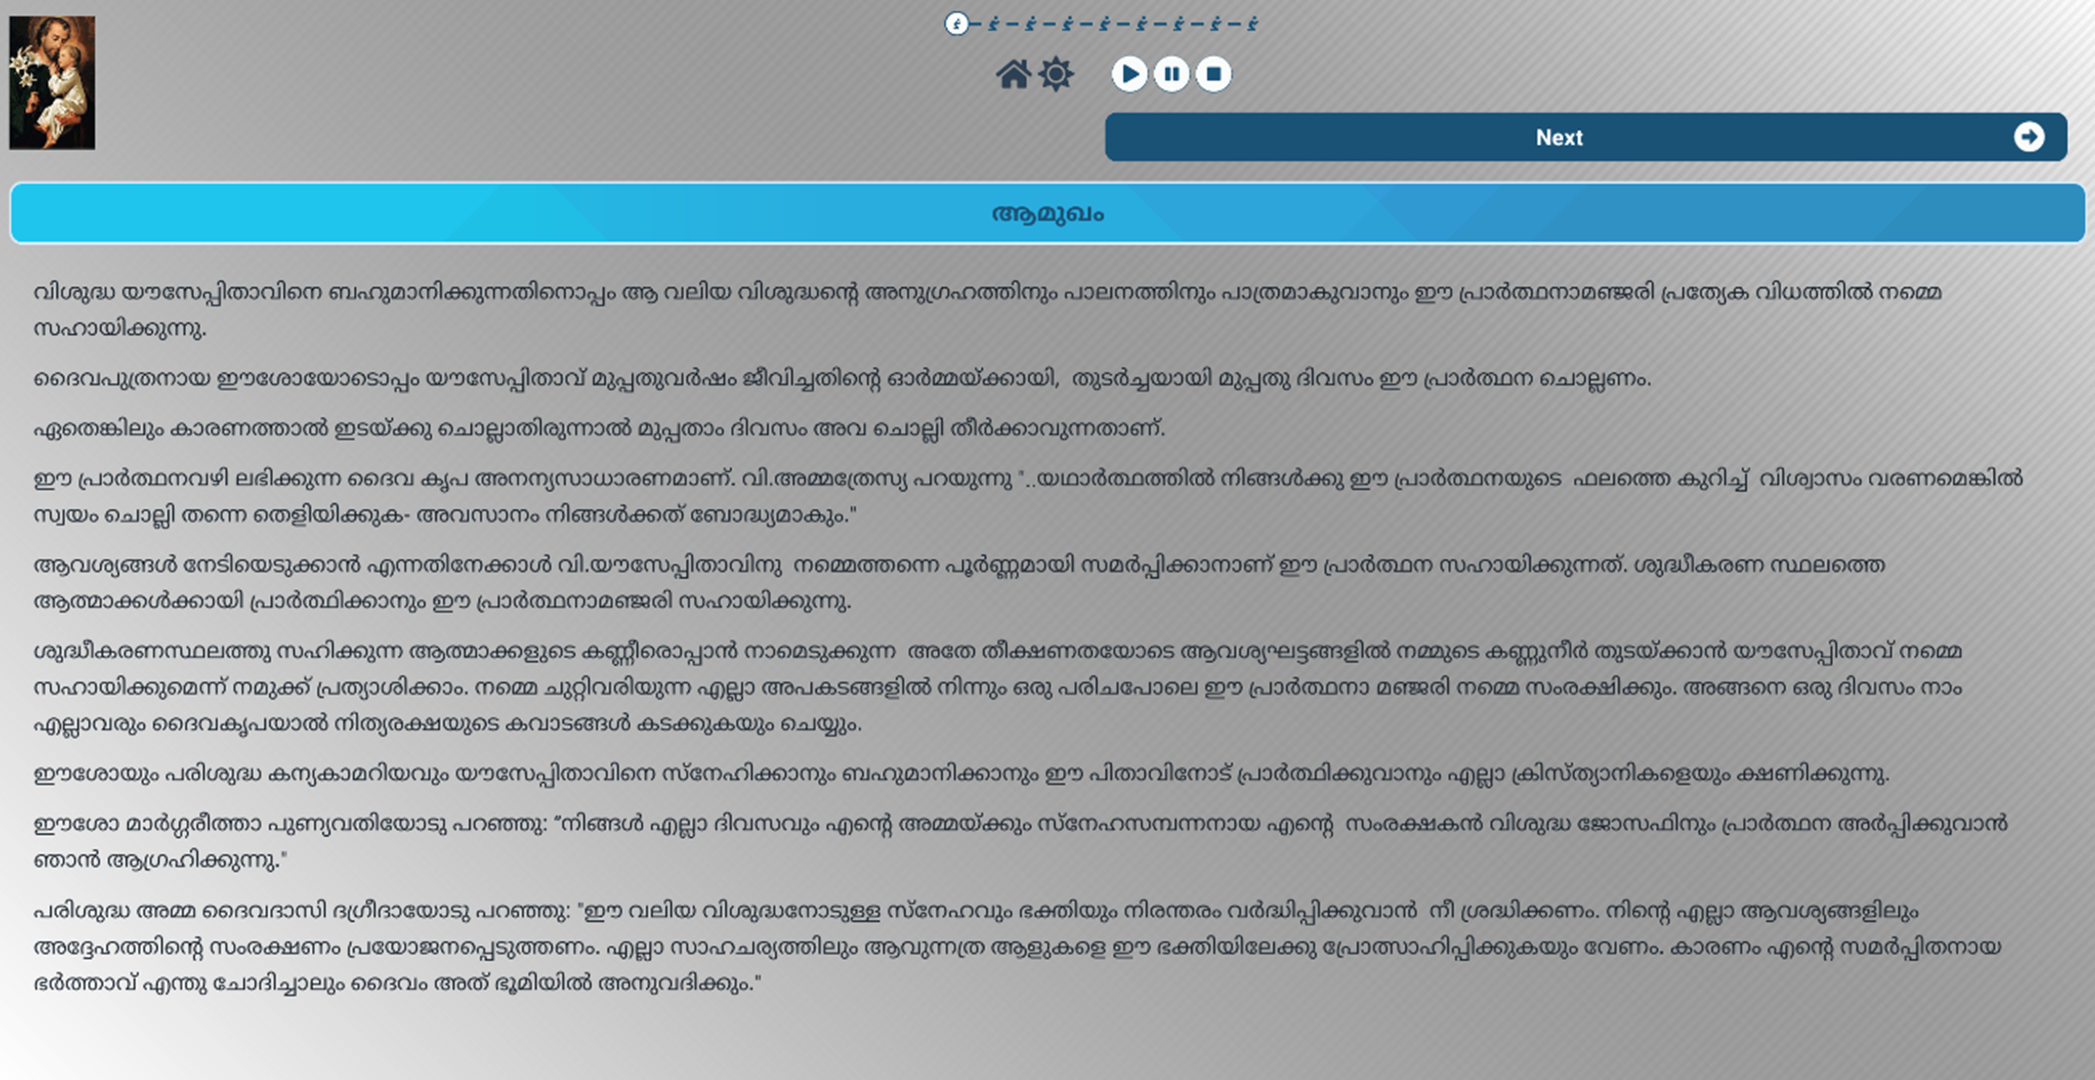 Next
ആമുഖം
വിശുദ്ധ യൗസേപ്പിതാവിനെ ബഹുമാനിക്കുന്നതിനൊപ്പം ആ വലിയ വിശുദ്ധന്റെ അനുഗ്രഹത്തിനും പാലനത്തിനും പാത്രമാകുവാനും ഈ പ്രാർത്ഥനാമഞ്ജരി പ്രത്യേക വിധത്തിൽ നമ്മെ
സഹായിക്കുന്നു.
ദൈവപുത്രനായ ഈശോയോടൊപ്പം യൗസേപ്പിതാവ് മുപ്പതുവർഷം ജീവിച്ചതിന്റെ ഓർമ്മയ്ക്കായി, തുടർച്ചയായി മുപ്പതു ദിവസം ഈ പ്രാർത്ഥന ചൊല്ലണം.
ഏതെങ്കിലും കാരണത്താൽ ഇടയ്ക്കു ചൊല്ലാതിരുന്നാൽ മുപ്പതാം ദിവസം അവ ചൊല്ലി തീർക്കാവുന്നതാണ്.
ഈ പ്രാർത്ഥനവഴി ലഭിക്കുന്ന ദൈവ കൃപ അനന്യസാധാരണമാണ്. വി.അമ്മത്രേസ്യ പറയുന്നു "..യഥാർത്ഥത്തിൽ നിങ്ങൾക്കു ഈ പ്രാർത്ഥനയുടെ ഫലത്തെ കുറിച്ച് വിശ്വാസം വരണമെങ്കിൽ
സ്വയം ചൊല്ലി തന്നെ തെളിയിക്കുക- അവസാനം നിങ്ങൾക്കത് ബോദ്ധ്യമാകും."
ആവശ്യങ്ങൾ നേടിയെടുക്കാൻ എന്നതിനേക്കാൾ വി.യൗസേപ്പിതാവിനു നമ്മെത്തന്നെ പൂർണ്ണമായി സമർപ്പിക്കാനാണ് ഈ പ്രാർത്ഥന സഹായിക്കുന്നത്. ശുദ്ധീകരണ സ്ഥലത്തെ
ആത്മാക്കൾക്കായി പ്രാർത്ഥിക്കാനും ഈ പ്രാർത്ഥനാമഞ്ജരി സഹായിക്കുന്നു.
ശുദ്ധീകരണസ്ഥലത്തു സഹിക്കുന്ന ആത്മാക്കളുടെ കണ്ണീരൊപ്പാൻ നാമെടുക്കുന്ന അതേ തീക്ഷണതയോടെ ആവശ്യഘട്ടങ്ങളിൽ നമ്മുടെ കണ്ണുനീർ തുടയ്ക്കാൻ യൗസേപ്പിതാവ് നമ്മെ
സഹായിക്കുമെന്ന് നമുക്ക് പ്രത്യാശിക്കാം. നമ്മെ ചുറ്റിവരിയുന്ന എല്ലാ അപകടങ്ങളിൽ നിന്നും ഒരു പരിചപോലെ ഈ പ്രാർത്ഥനാ മഞ്ജരി നമ്മെ സംരക്ഷിക്കും. അങ്ങനെ ഒരു ദിവസം നാം
എല്ലാവരും ദൈവകൃപയാൽ നിത്യരക്ഷയുടെ കവാടങ്ങൾ കടക്കുകയും ചെയ്യും.
ഈശോയും പരിശുദ്ധ കന്യകാമറിയവും യൗസേപ്പിതാവിനെ സ്നേഹിക്കാനും ബഹുമാനിക്കാനും ഈ പിതാവിനോട് പ്രാർത്ഥിക്കുവാനും എല്ലാ ക്രിസ്ത്യാനികളെയും ക്ഷണിക്കുന്നു.
ഈശോ മാർഗ്ഗരീത്താ പുണ്യവതിയോടു പറഞ്ഞു: "നിങ്ങൾ എല്ലാ ദിവസവും എന്റെ അമ്മയ്ക്കും സ്നേഹസമ്പന്നനായ എന്റെ സംരക്ഷകൻ വിശുദ്ധ ജോസഫിനും പ്രാർത്ഥന അർപ്പിക്കുവാൻ
ഞാൻ ആഗ്രഹിക്കുന്നു."
പരിശുദ്ധ അമ്മ ദൈവദാസി ദഗ്രീദായോടു പറഞ്ഞു: "ഈ വലിയ വിശുദ്ധനോടുള്ള സ്നേഹവും ഭക്തിയും നിരന്തരം വർദ്ധിപ്പിക്കുവാൻ നീ ശ്രദ്ധിക്കണം. നിന്റെ എല്ലാ ആവശ്യങ്ങളിലും
അദ്ദേഹത്തിന്റെ സംരക്ഷണം പ്രയോജനപ്പെടുത്തണം. എല്ലാ സാഹചര്യത്തിലും ആവുന്നത്ര ആളുകളെ ഈ ഭക്തിയിലേക്കു പ്രോത്സാഹിപ്പിക്കുകയും വേണം. കാരണം എന്റെ സമർപ്പിതനായ
ഭർത്താവ് എന്തു ചോദിച്ചാലും ദൈവം അത് ഭൂമിയിൽ അനുവദിക്കും."